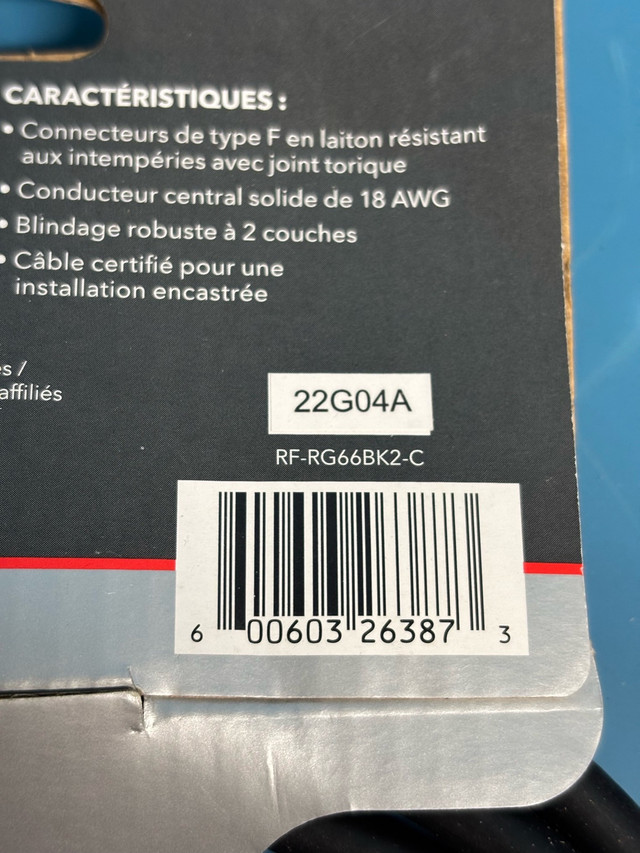 CARACTÉRISTIQUES :
• Connecteurs de type F en laiton résistant
aux intempéries avec joint torique
• Conducteur central solide de 18 AWG
• Blindage robuste à 2 couches
• Câble certifié pour une
installation encastrée
es /
affiliés
22G04A
RF-RG66BK2-C
6 00603 26387 3